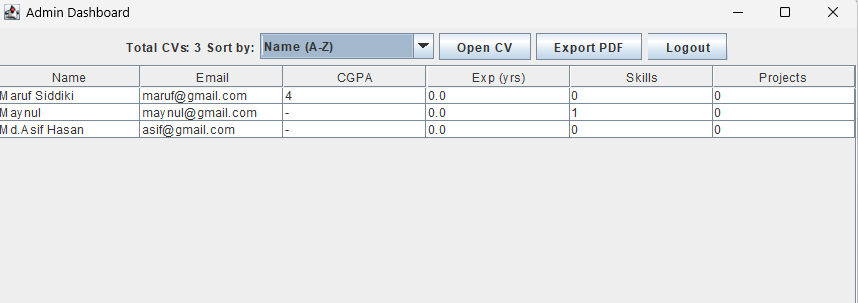 Admin Dashboard
Total CVs: 3 Sort by: Name (A-Z) Open CV Export PDF Logout
Name Email CGPA Exp (yrs) Skills Projects
Maruf Siddiki maruf@gmail.com 4 0.0 0 0
Maynul maynul@gmail.com - 0.0 1 0
Md.Asif Hasan asif@gmail.com - 0.0 0 0